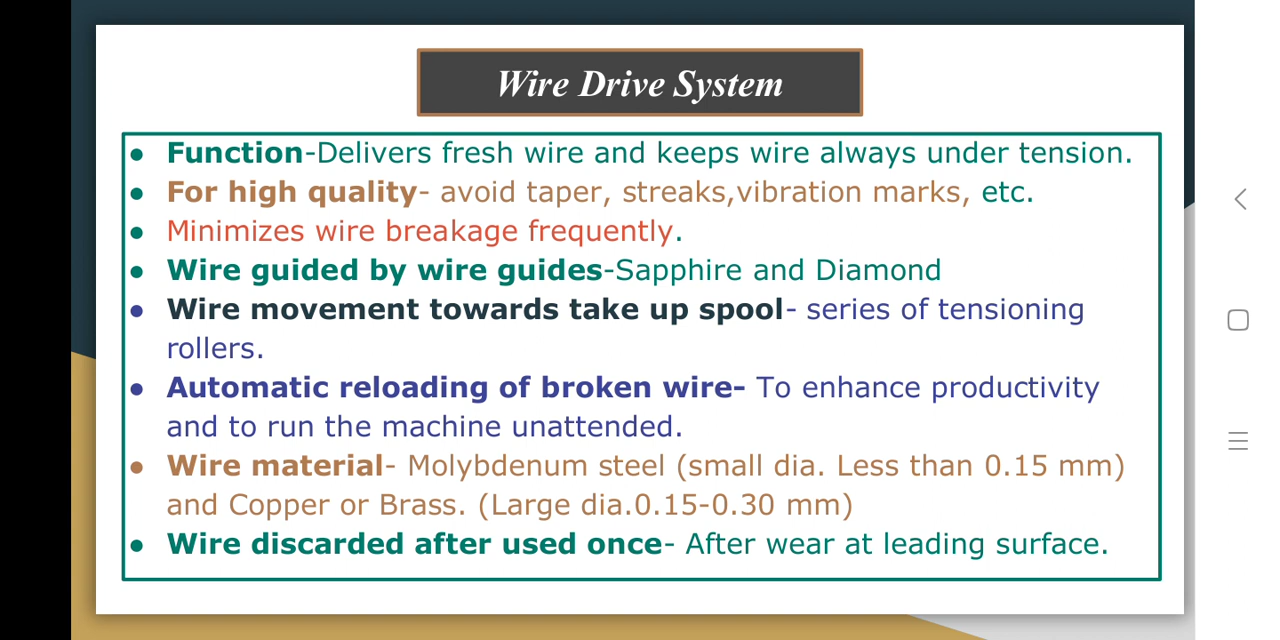 Wire Drive System
● Function-Delivers fresh wire and keeps wire always under tension.
● For high quality- avoid taper, streaks,vibration marks, etc.
● Minimizes wire breakage frequently.
● Wire guided by wire guides-Sapphire and Diamond
● Wire movement towards take up spool- series of tensioning
rollers.
● Automatic reloading of broken wire- To enhance productivity
and to run the machine unattended.
● Wire material- Molybdenum steel (small dia. Less than 0.15 mm)
and Copper or Brass. (Large dia.0.15-0.30 mm)
● Wire discarded after used once- After wear at leading surface.